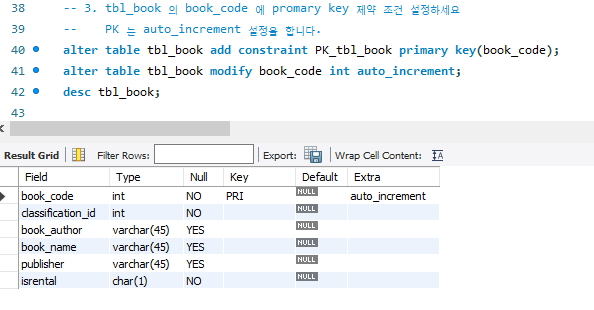 38 -- 3. tbl_book 의 book_code 에 promary key 제약 조건 설정하세요
39 -- PK 는 auto_increment 설정을 합니다.
40 alter table tbl_book add constraint PK_tbl_book primary key(book_code);
41 alter table tbl_book modify book_code int auto_increment;
42 desc tbl_book;
43
Result Grid Filter Rows: Export: Wrap Cell Content: IA
Field Type Null Key Default Extra
book_code int NO PRI NULL auto_increment
classification_id int NO NULL
book_author varchar(45) YES NULL
book_name varchar(45) YES NULL
publisher varchar(45) YES NULL
isrental char(1) NO NULL